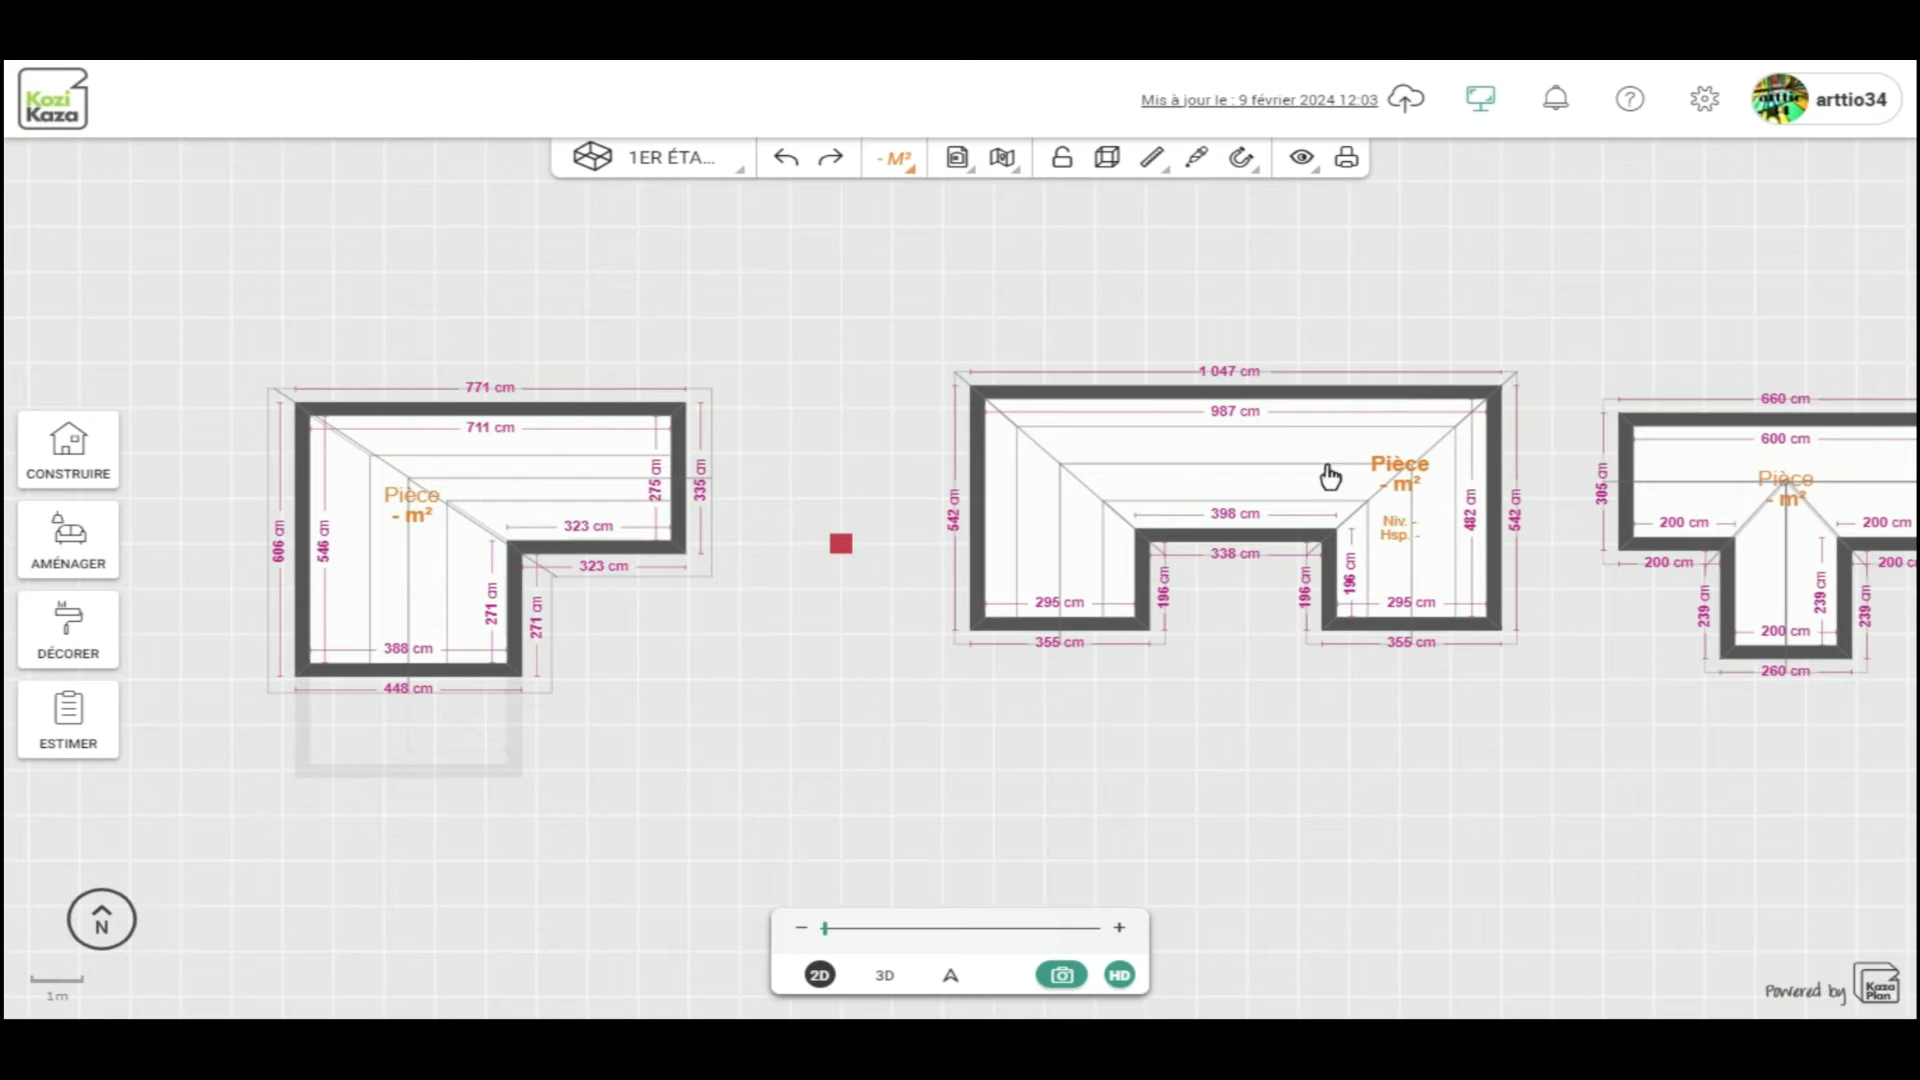 Kozi
Kaza
Mis à jour le : 9 février 2024 12:03
arttio34
1ER ÉTA...
- M²
CONSTRUIRE
AMÉNAGER
DÉCORER
ESTIMER
771 cm
711 cm
Pièce
- m²
275 cm
335 cm
606 cm
546 cm
323 cm
323 cm
271 cm
271 cm
388 cm
448 cm
1 047 cm
987 cm
Pièce
- m²
Niv. -
Hsp. -
542 cm
482 cm
542 cm
398 cm
338 cm
196 cm
196 cm
196 cm
295 cm
295 cm
355 cm
355 cm
660 cm
600 cm
Pièce
- m²
305 cm
200 cm
200 cm
200 cm
200 c
239 cm
239 cm
239 cm
200 cm
260 cm
N
1m
2D
3D
HD
Powered by
Kaza
Plan